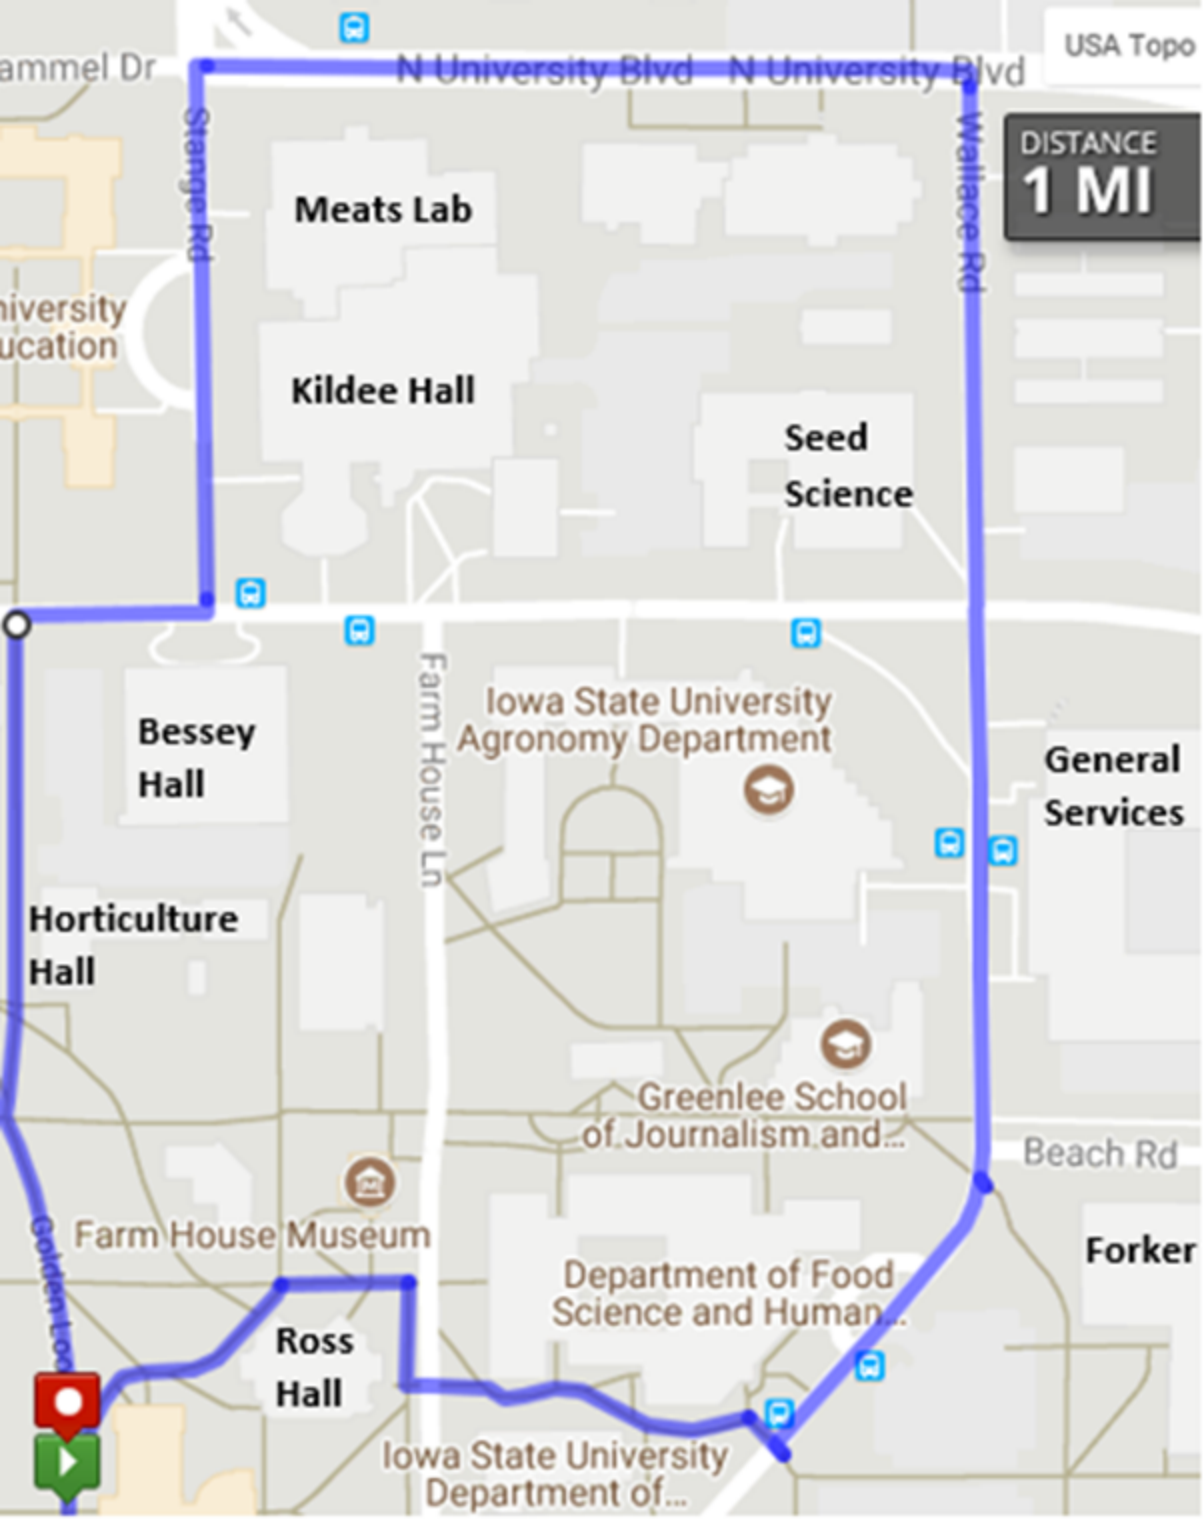 ammel Dr
N University Blvd
N University Blvd
USA Topo
Stange Rd
Wallace Rd
DISTANCE
1 MI
Meats Lab
niversity
ucation
Kildee Hall
Seed
Science
Farm House Ln
Iowa State University
Agronomy Department
Bessey
Hall
General
Services
Horticulture
Hall
Greenlee School
of Journalism and...
Beach Rd
Farm House Museum
Golden Loo
Forker
Department of Food
Science and Human...
Ross
Hall
Iowa State University
Department of...